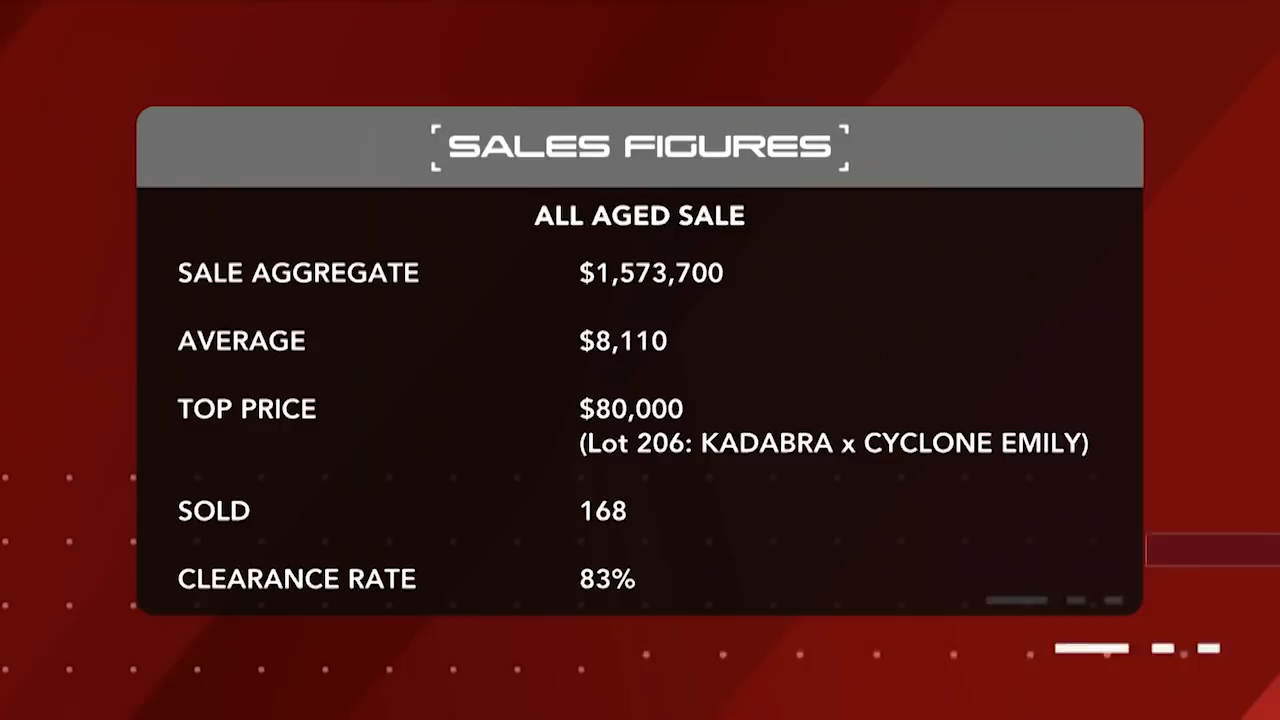 SALES FIGURES
ALL AGED SALE
SALE AGGREGATE $1,573,700
AVERAGE $8,110
TOP PRICE $80,000
(Lot 206: KADABRA x CYCLONE EMILY)
SOLD 168
CLEARANCE RATE 83%